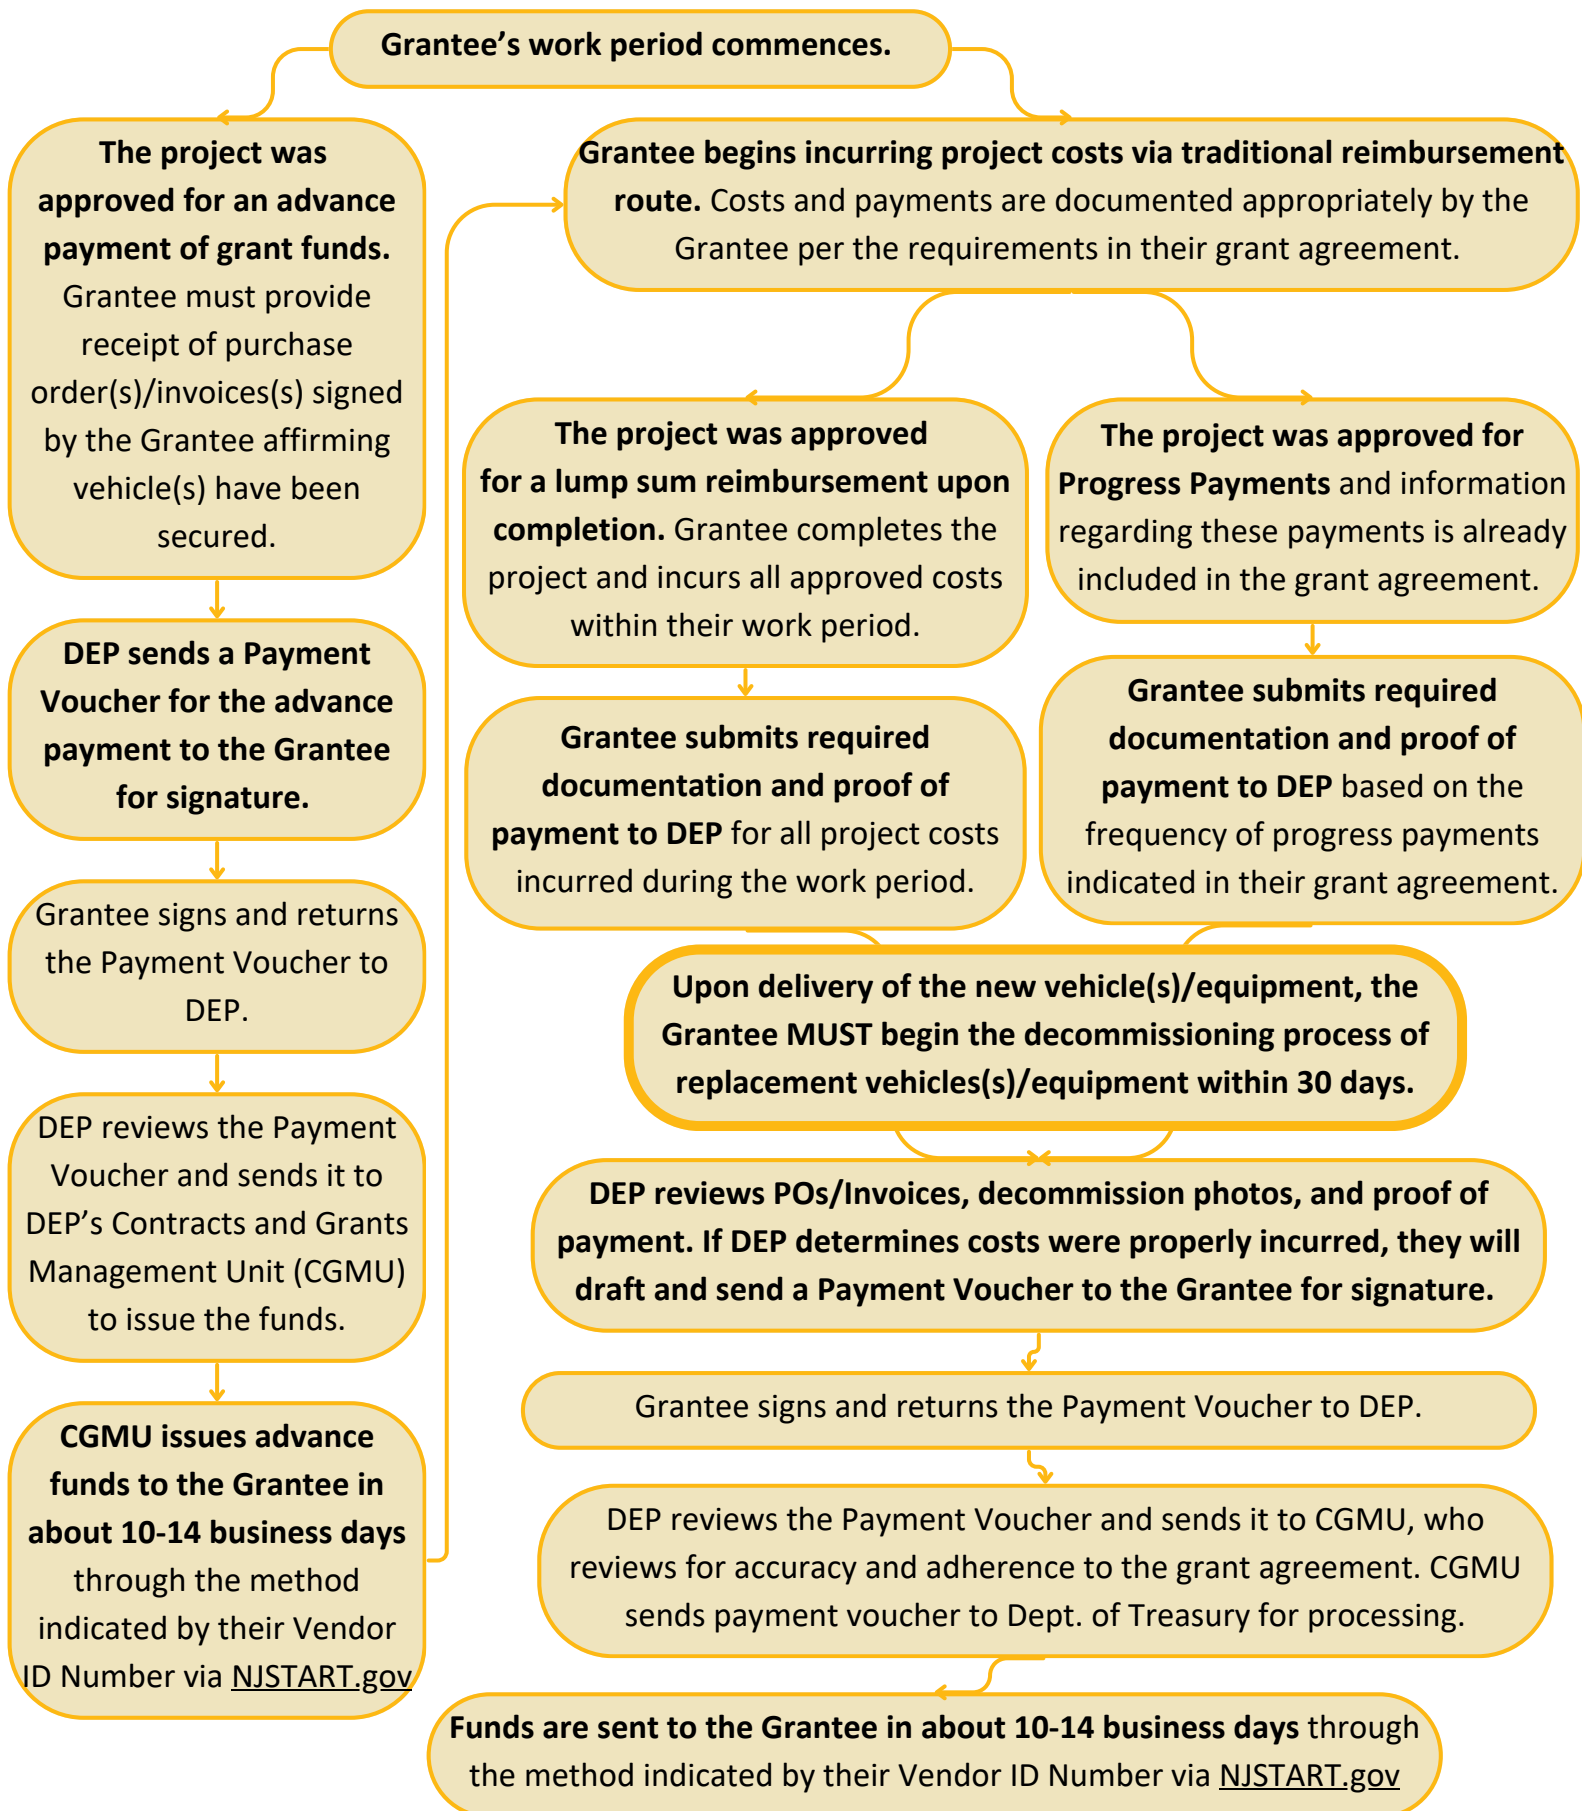 Grantee’s work period commences.
The project was
approved for an advance
payment of grant funds.
Grantee must provide
receipt of purchase
order(s)/invoices(s) signed
by the Grantee affirming
vehicle(s) have been
secured.
DEP sends a Payment
Voucher for the advance
payment to the Grantee
for signature.
Grantee signs and returns
the Payment Voucher to
DEP.
DEP reviews the Payment
Voucher and sends it to
DEP’s Contracts and Grants
Management Unit (CGMU)
to issue the funds.
CGMU issues advance
funds to the Grantee in
about 10-14 business days
through the method
indicated by their Vendor
ID Number via NJSTART.gov
Grantee begins incurring project costs via traditional reimbursement
route. Costs and payments are documented appropriately by the
Grantee per the requirements in their grant agreement.
The project was approved
for a lump sum reimbursement upon
completion. Grantee completes the
project and incurs all approved costs
within their work period.
Grantee submits required
documentation and proof of
payment to DEP for all project costs
incurred during the work period.
The project was approved for
Progress Payments and information
regarding these payments is already
included in the grant agreement.
Grantee submits required
documentation and proof of
payment to DEP based on the
frequency of progress payments
indicated in their grant agreement.
Upon delivery of the new vehicle(s)/equipment, the
Grantee MUST begin the decommissioning process of
replacement vehicles(s)/equipment within 30 days.
DEP reviews POs/Invoices, decommission photos, and proof of
payment. If DEP determines costs were properly incurred, they will
draft and send a Payment Voucher to the Grantee for signature.
Grantee signs and returns the Payment Voucher to DEP.
DEP reviews the Payment Voucher and sends it to CGMU, who
reviews for accuracy and adherence to the grant agreement. CGMU
sends payment voucher to Dept. of Treasury for processing.
Funds are sent to the Grantee in about 10-14 business days through
the method indicated by their Vendor ID Number via NJSTART.gov